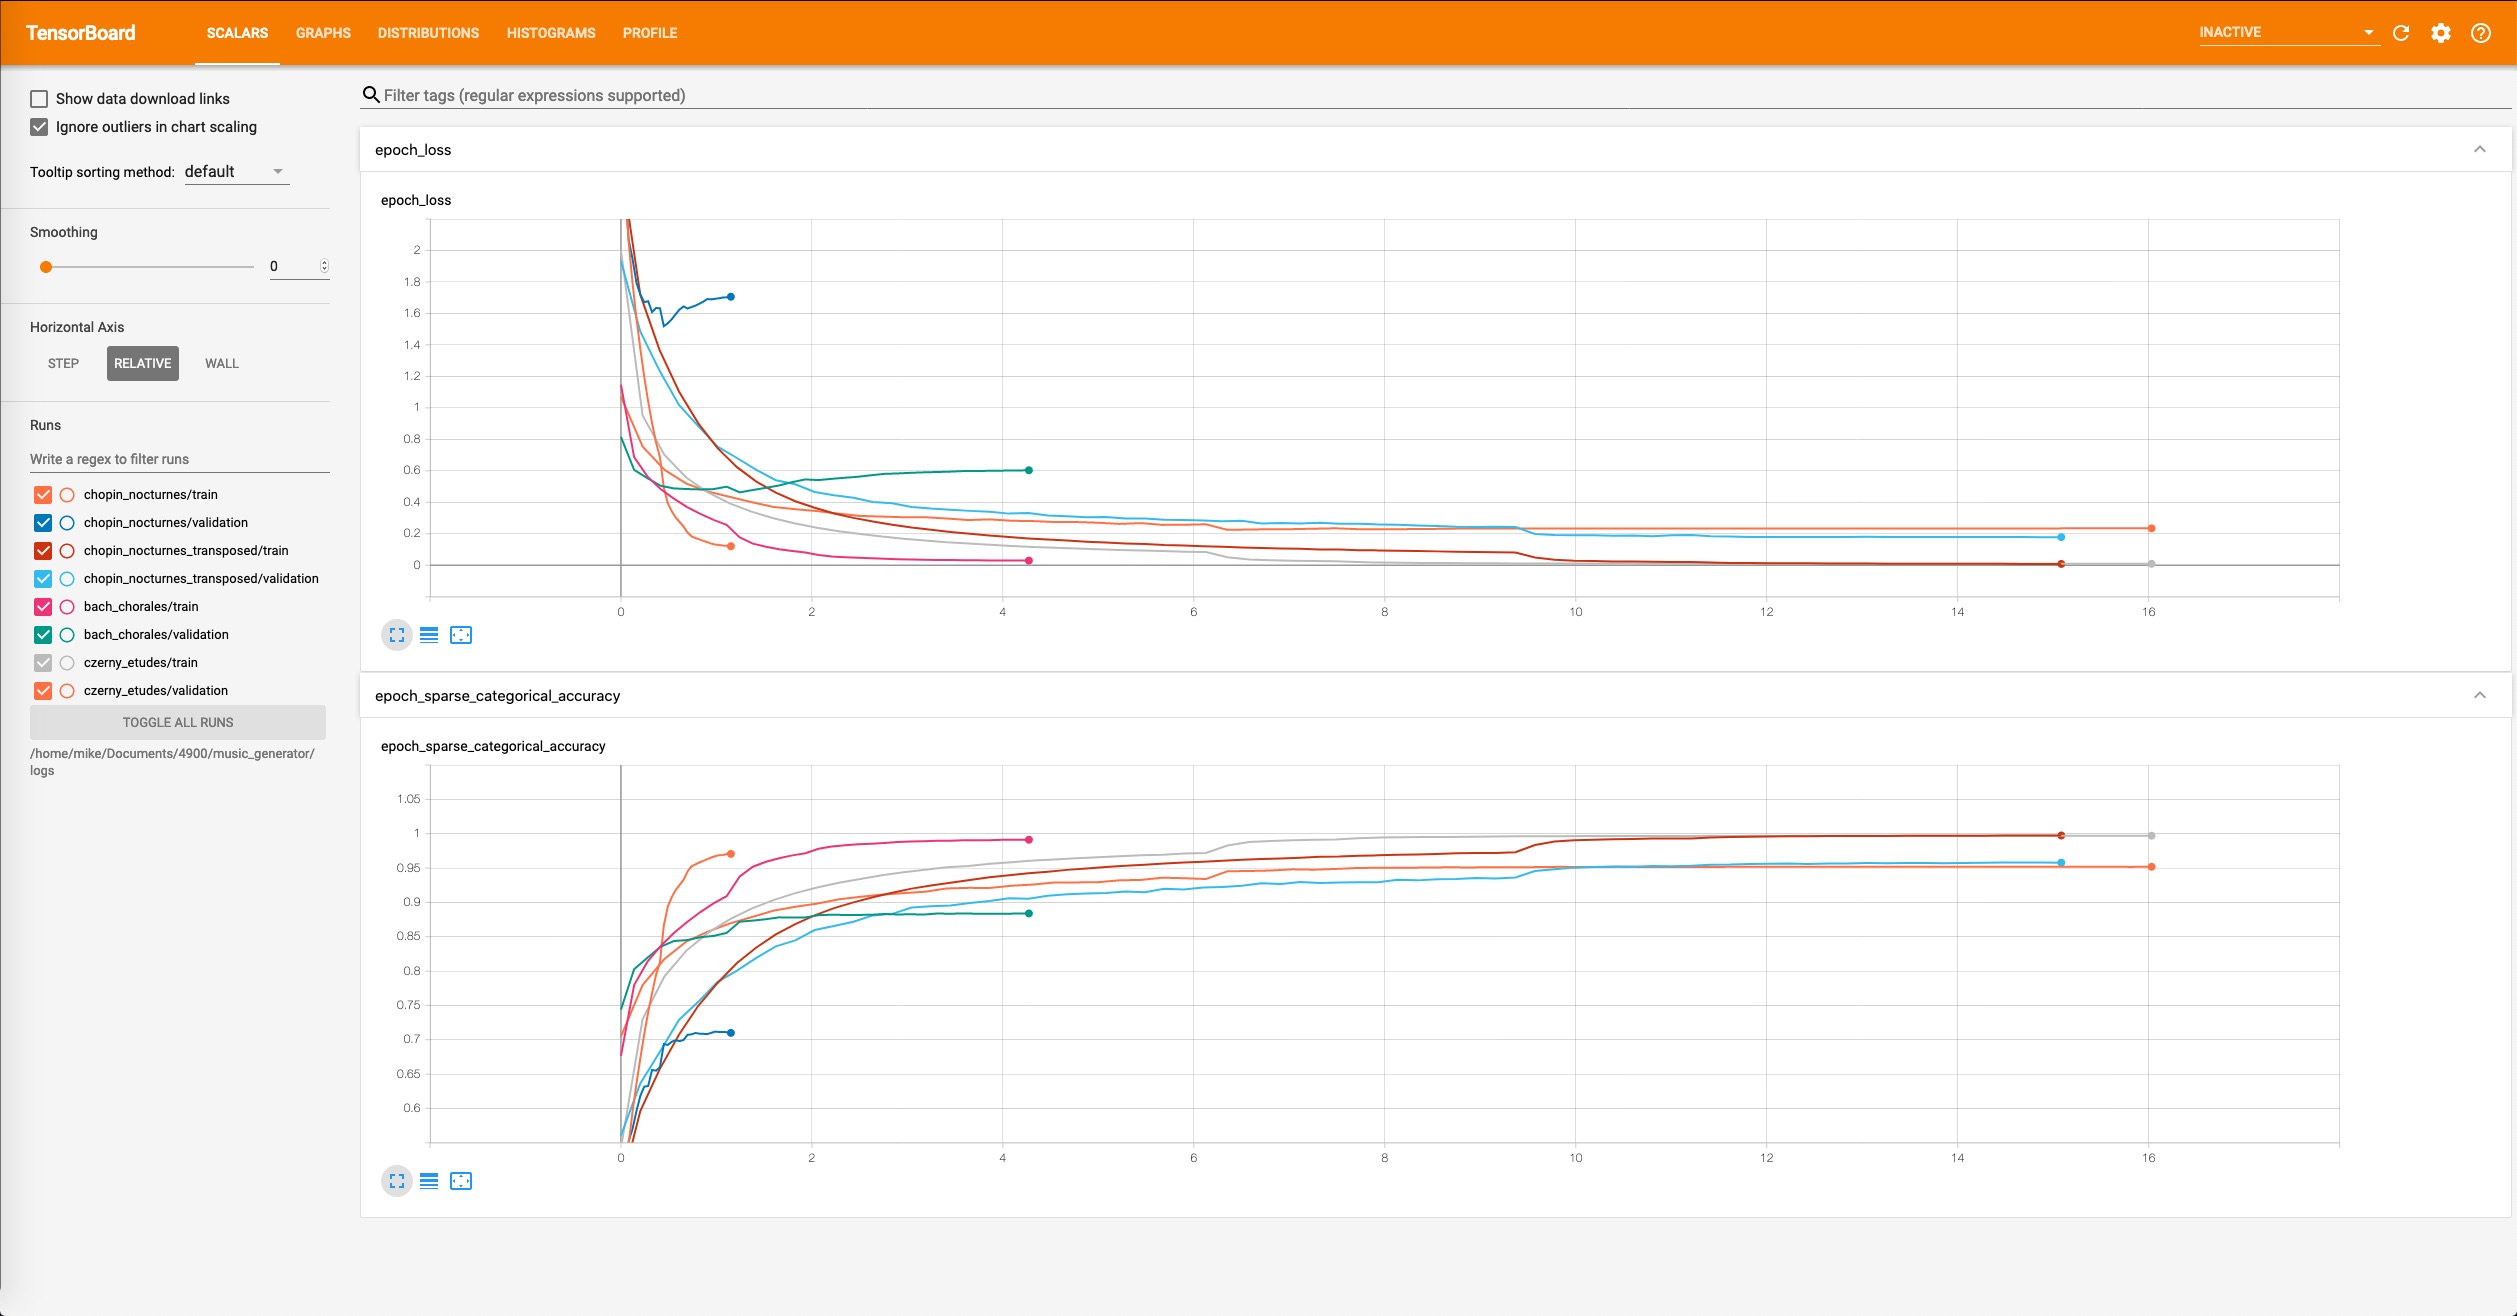 TensorBoard
SCALARS GRAPHS DISTRIBUTIONS HISTOGRAMS PROFILE
INACTIVE
Show data download links
Ignore outliers in chart scaling
Tooltip sorting method: default
Smoothing
0
Horizontal Axis
STEP RELATIVE WALL
Runs
Write a regex to filter runs
chopin_nocturnes/train
chopin_nocturnes/validation
chopin_nocturnes_transposed/train
chopin_nocturnes_transposed/validation
bach_chorales/train
bach_chorales/validation
czerny_etudes/train
czerny_etudes/validation
TOGGLE ALL RUNS
/home/mike/Documents/4900/music_generator/
logs
Filter tags (regular expressions supported)
epoch_loss
epoch_loss
2
1.8
1.6
1.4
1.2
1
0.8
0.6
0.4
0.2
0
0 2 4 6 8 10 12 14 16
epoch_sparse_categorical_accuracy
epoch_sparse_categorical_accuracy
1.05
1
0.95
0.9
0.85
0.8
0.75
0.7
0.65
0.6
0 2 4 6 8 10 12 14 16